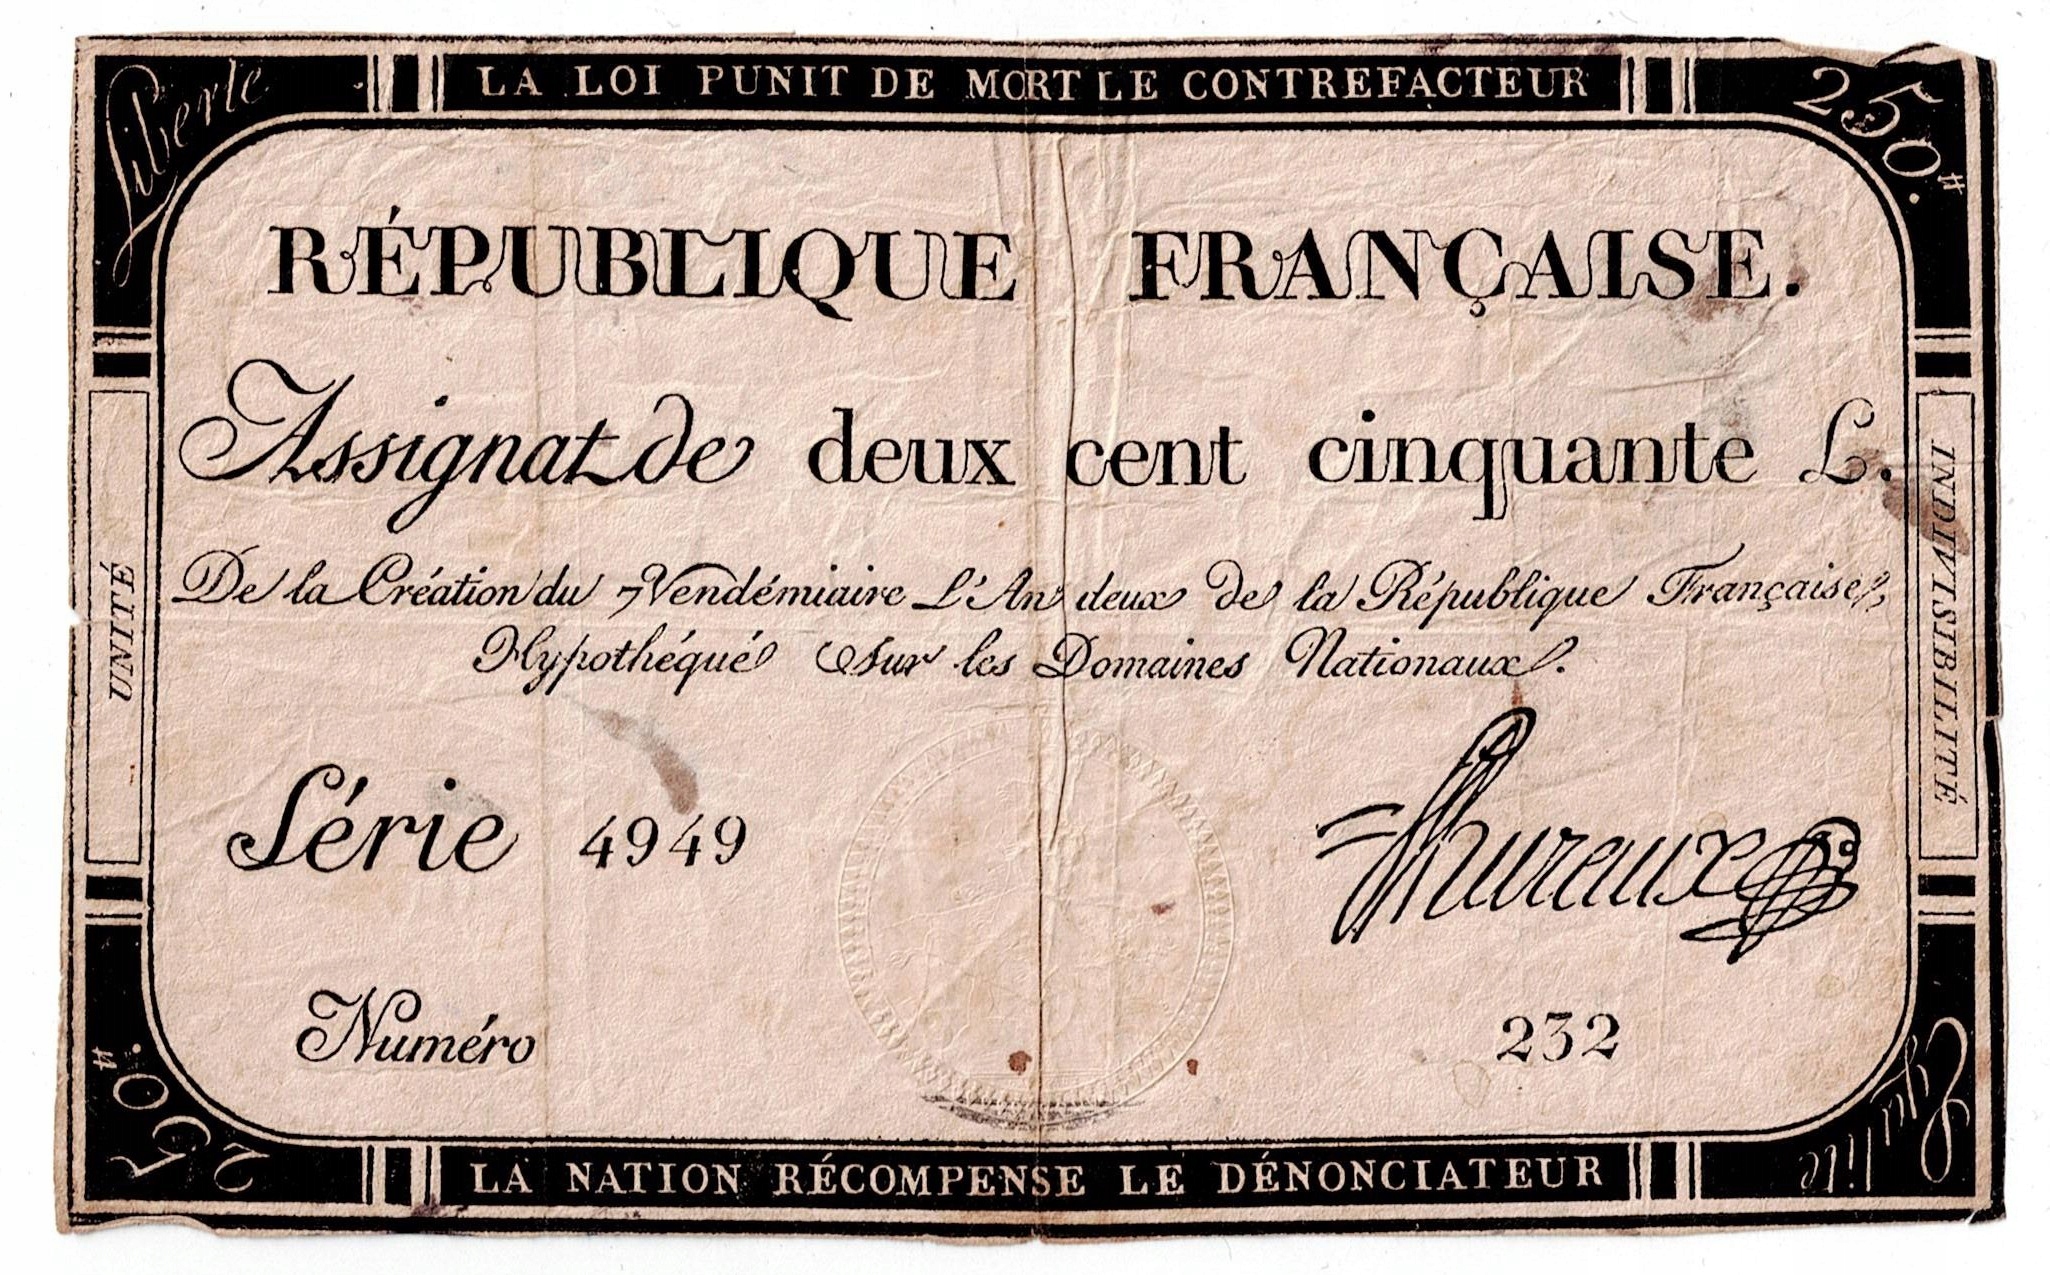 Liberté
LA LOI PUNIT DE MORT LE CONTREFACTEUR
250.#
RÉPUBLIQUE FRANÇAISE.
Assignat de deux cent cinquante L.
De la Création du 7 Vendémiaire L'An deux de la République Française,
Hypothéqué sur les Domaines Nationaux.
UNITÉ
INDIVISIBILITÉ
Série 4949
Hureaux
Numéro
232
250.#
LA NATION RÉCOMPENSE LE DÉNONCIATEUR
Egalité